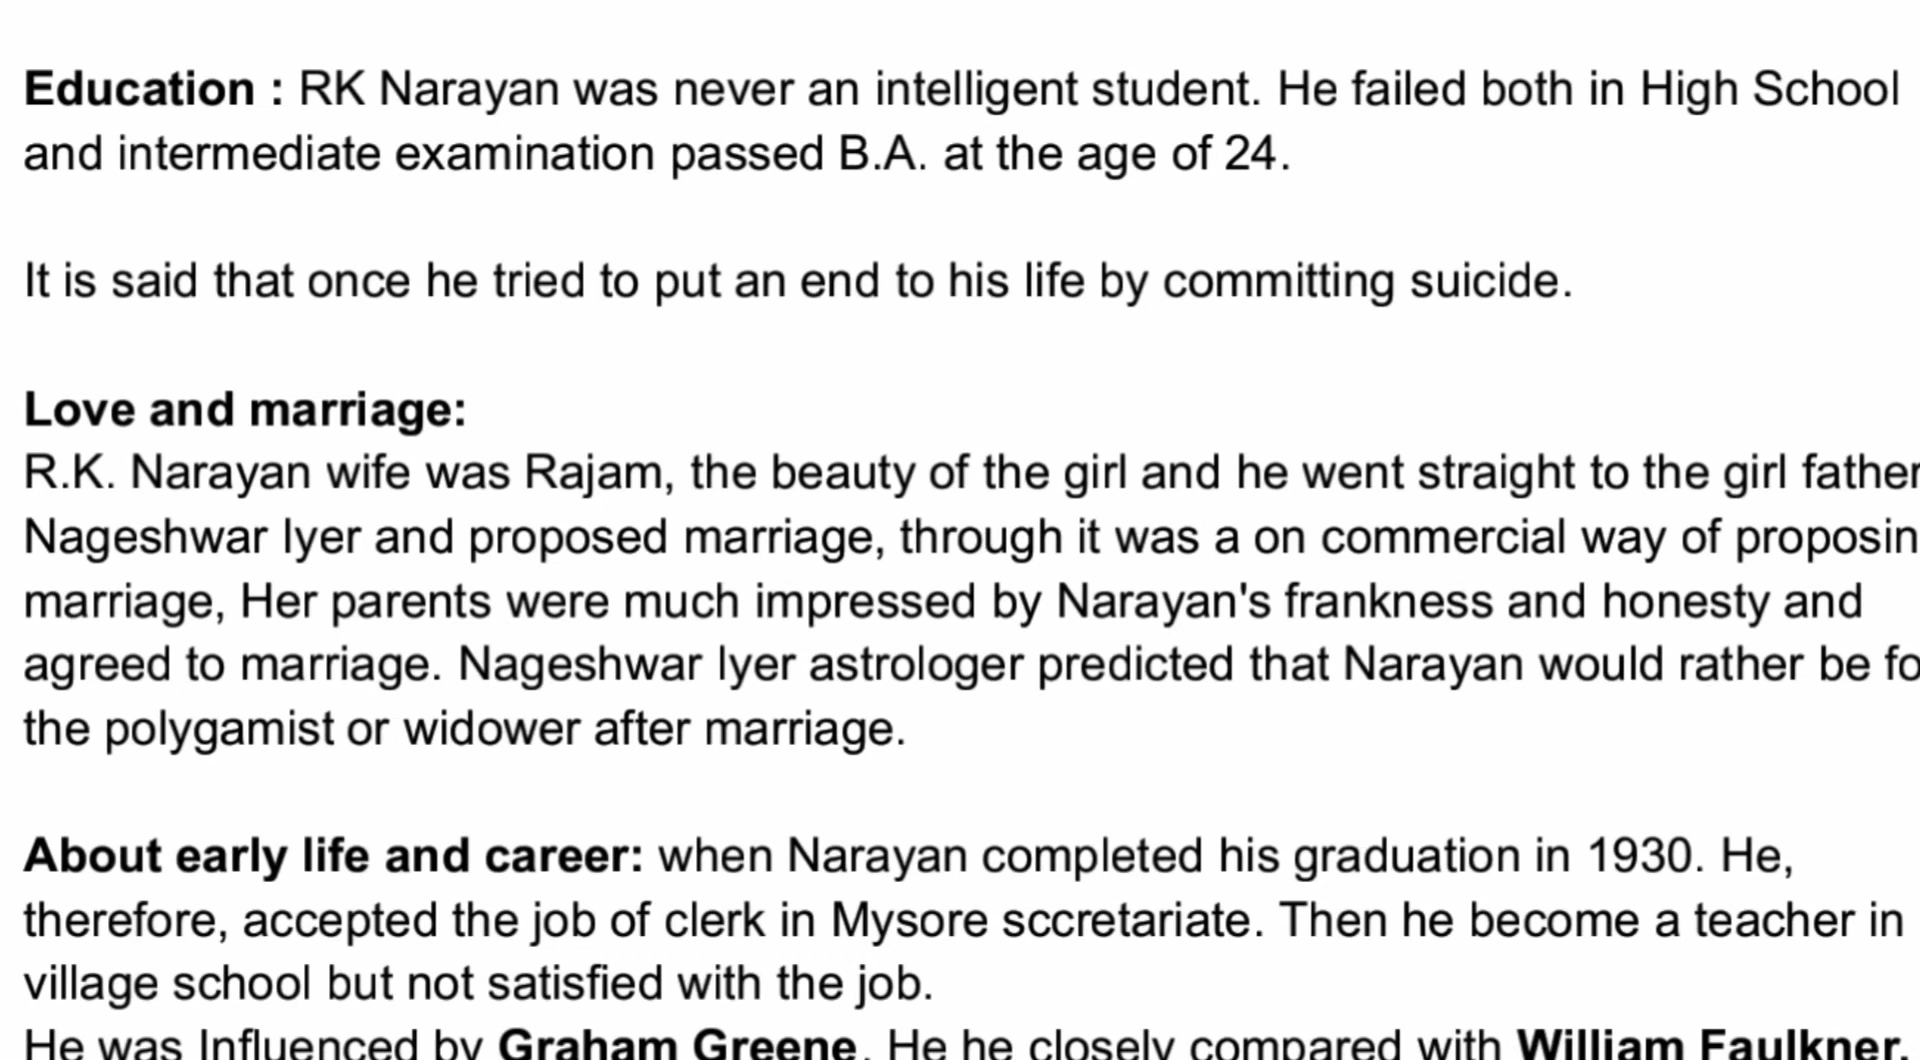 Education : RK Narayan was never an intelligent student. He failed both in High School
and intermediate examination passed B.A. at the age of 24.
It is said that once he tried to put an end to his life by committing suicide.
Love and marriage:
R.K. Narayan wife was Rajam, the beauty of the girl and he went straight to the girl father
Nageshwar Iyer and proposed marriage, through it was a on commercial way of proposin
marriage, Her parents were much impressed by Narayan's frankness and honesty and
agreed to marriage. Nageshwar Iyer astrologer predicted that Narayan would rather be fo
the polygamist or widower after marriage.
About early life and career: when Narayan completed his graduation in 1930. He,
therefore, accepted the job of clerk in Mysore sccretariate. Then he become a teacher in
village school but not satisfied with the job.
He was Influenced by Graham Greene. He he closely compared with William Faulkner.